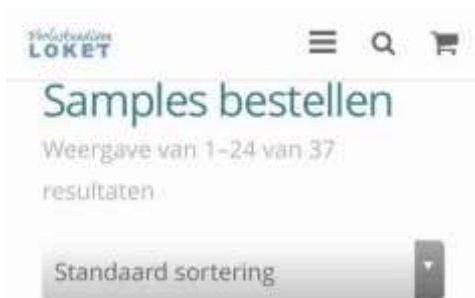 LOKET
Samples bestellen
Weergave van 1–24 van 37
resultaten
Standaard sortering